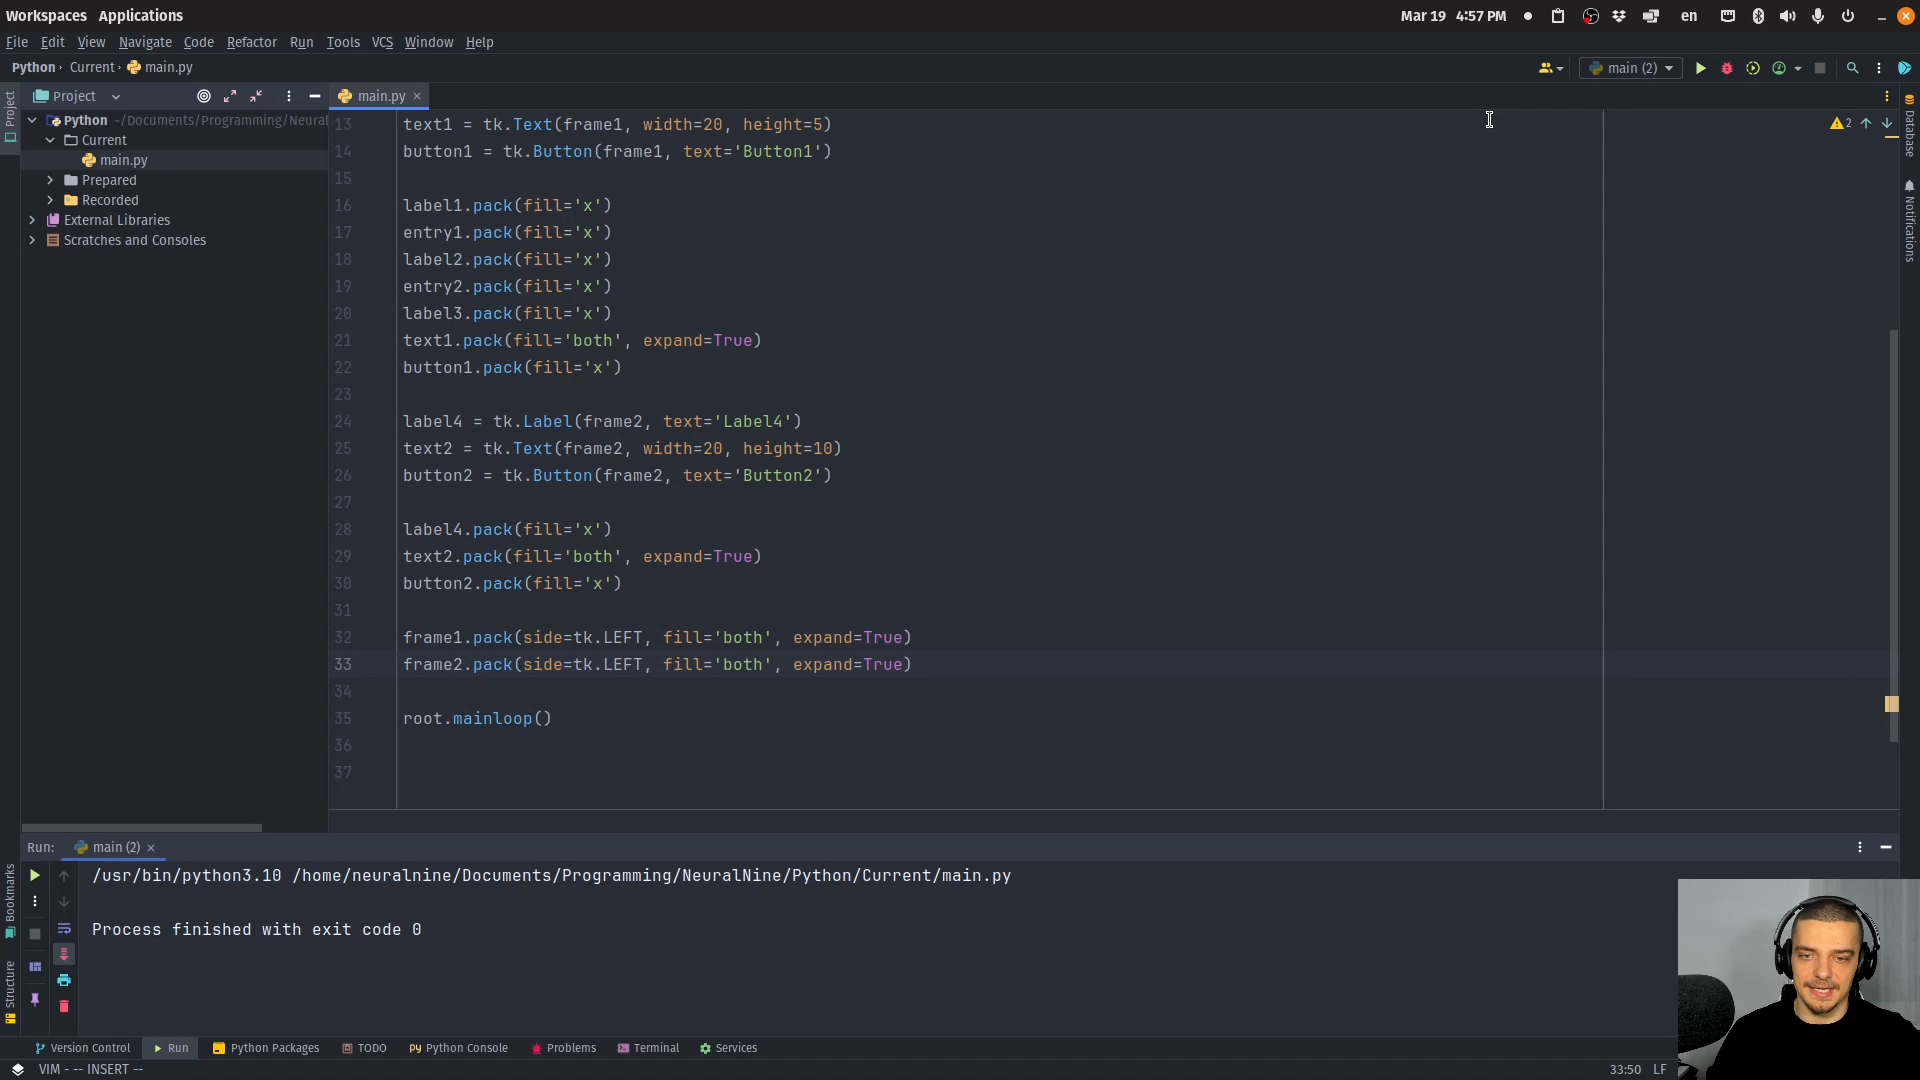 Workspaces Applications
Mar 19 4:57 PM
en
File Edit View Navigate Code Refactor Run Tools VCS Window Help
Python Current main.py
main (2)
Project
main.py
Python ~/Documents/Programming/Neural
Current
main.py
Prepared
Recorded
External Libraries
Scratches and Consoles
2
13 text1 = tk.Text(frame1, width=20, height=5)
14 button1 = tk.Button(frame1, text='Button1')
15
16 label1.pack(fill='x')
17 entry1.pack(fill='x')
18 label2.pack(fill='x')
19 entry2.pack(fill='x')
20 label3.pack(fill='x')
21 text1.pack(fill='both', expand=True)
22 button1.pack(fill='x')
23
24 label4 = tk.Label(frame2, text='Label4')
25 text2 = tk.Text(frame2, width=20, height=10)
26 button2 = tk.Button(frame2, text='Button2')
27
28 label4.pack(fill='x')
29 text2.pack(fill='both', expand=True)
30 button2.pack(fill='x')
31
32 frame1.pack(side=tk.LEFT, fill='both', expand=True)
33 frame2.pack(side=tk.LEFT, fill='both', expand=True)
34
35 root.mainloop()
36
37
Project
Bookmarks
Structure
Database
Notifications
Run: main (2)
/usr/bin/python3.10 /home/neuralnine/Documents/Programming/NeuralNine/Python/Current/main.py
Process finished with exit code 0
Version Control Run Python Packages TODO Python Console Problems Terminal Services
VIM - -- INSERT --
33:50 LF